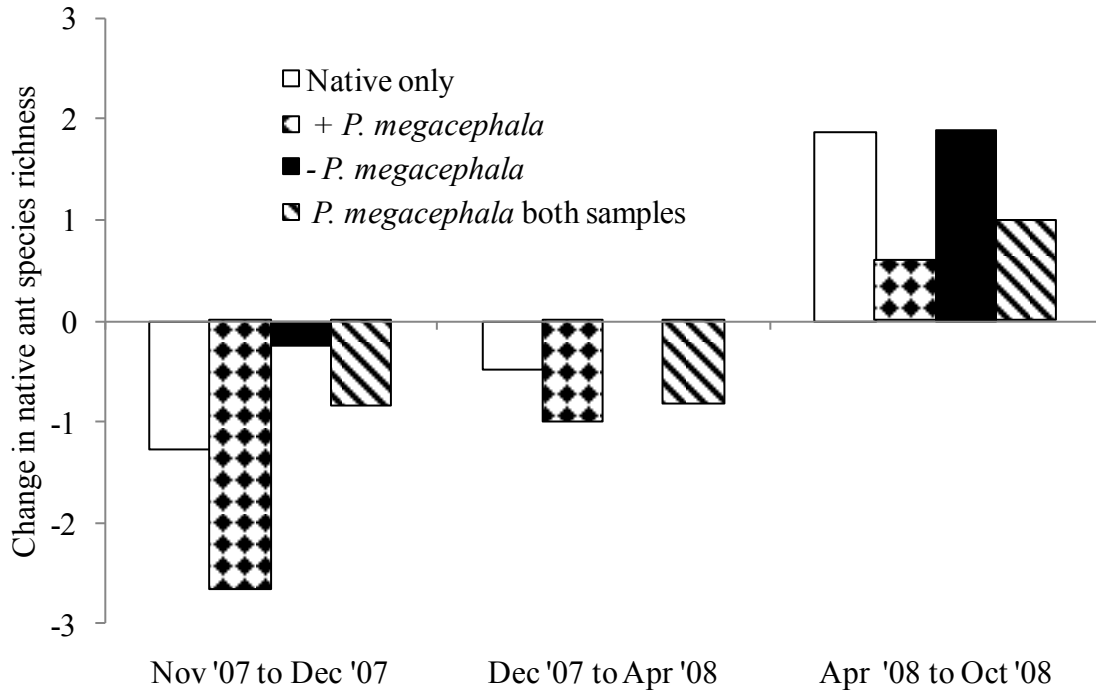 Change in native ant species richness
3
2
1
0
-1
-2
-3
Native only
+ P. megacephala
- P. megacephala
P. megacephala both samples
Nov '07 to Dec '07
Dec '07 to Apr '08
Apr '08 to Oct '08